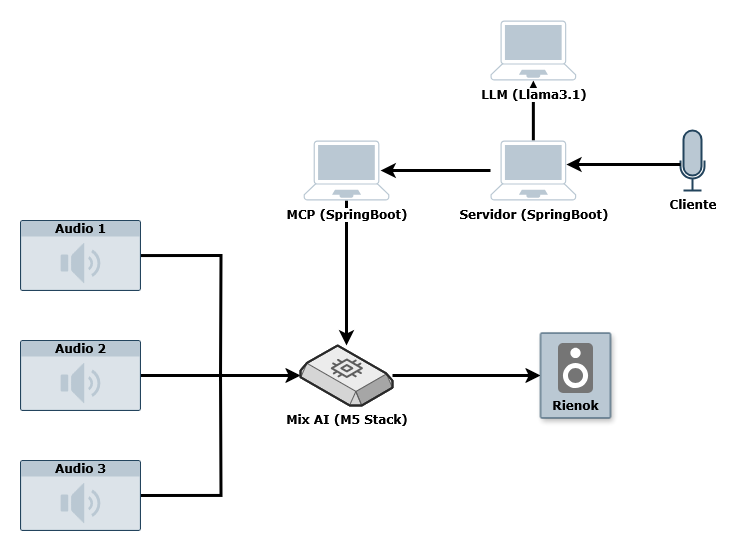 LLM (Llama3.1)
MCP (SpringBoot)
Servidor (SpringBoot)
Cliente
Audio 1
Audio 2
Audio 3
Mix AI (M5 Stack)
Rienok